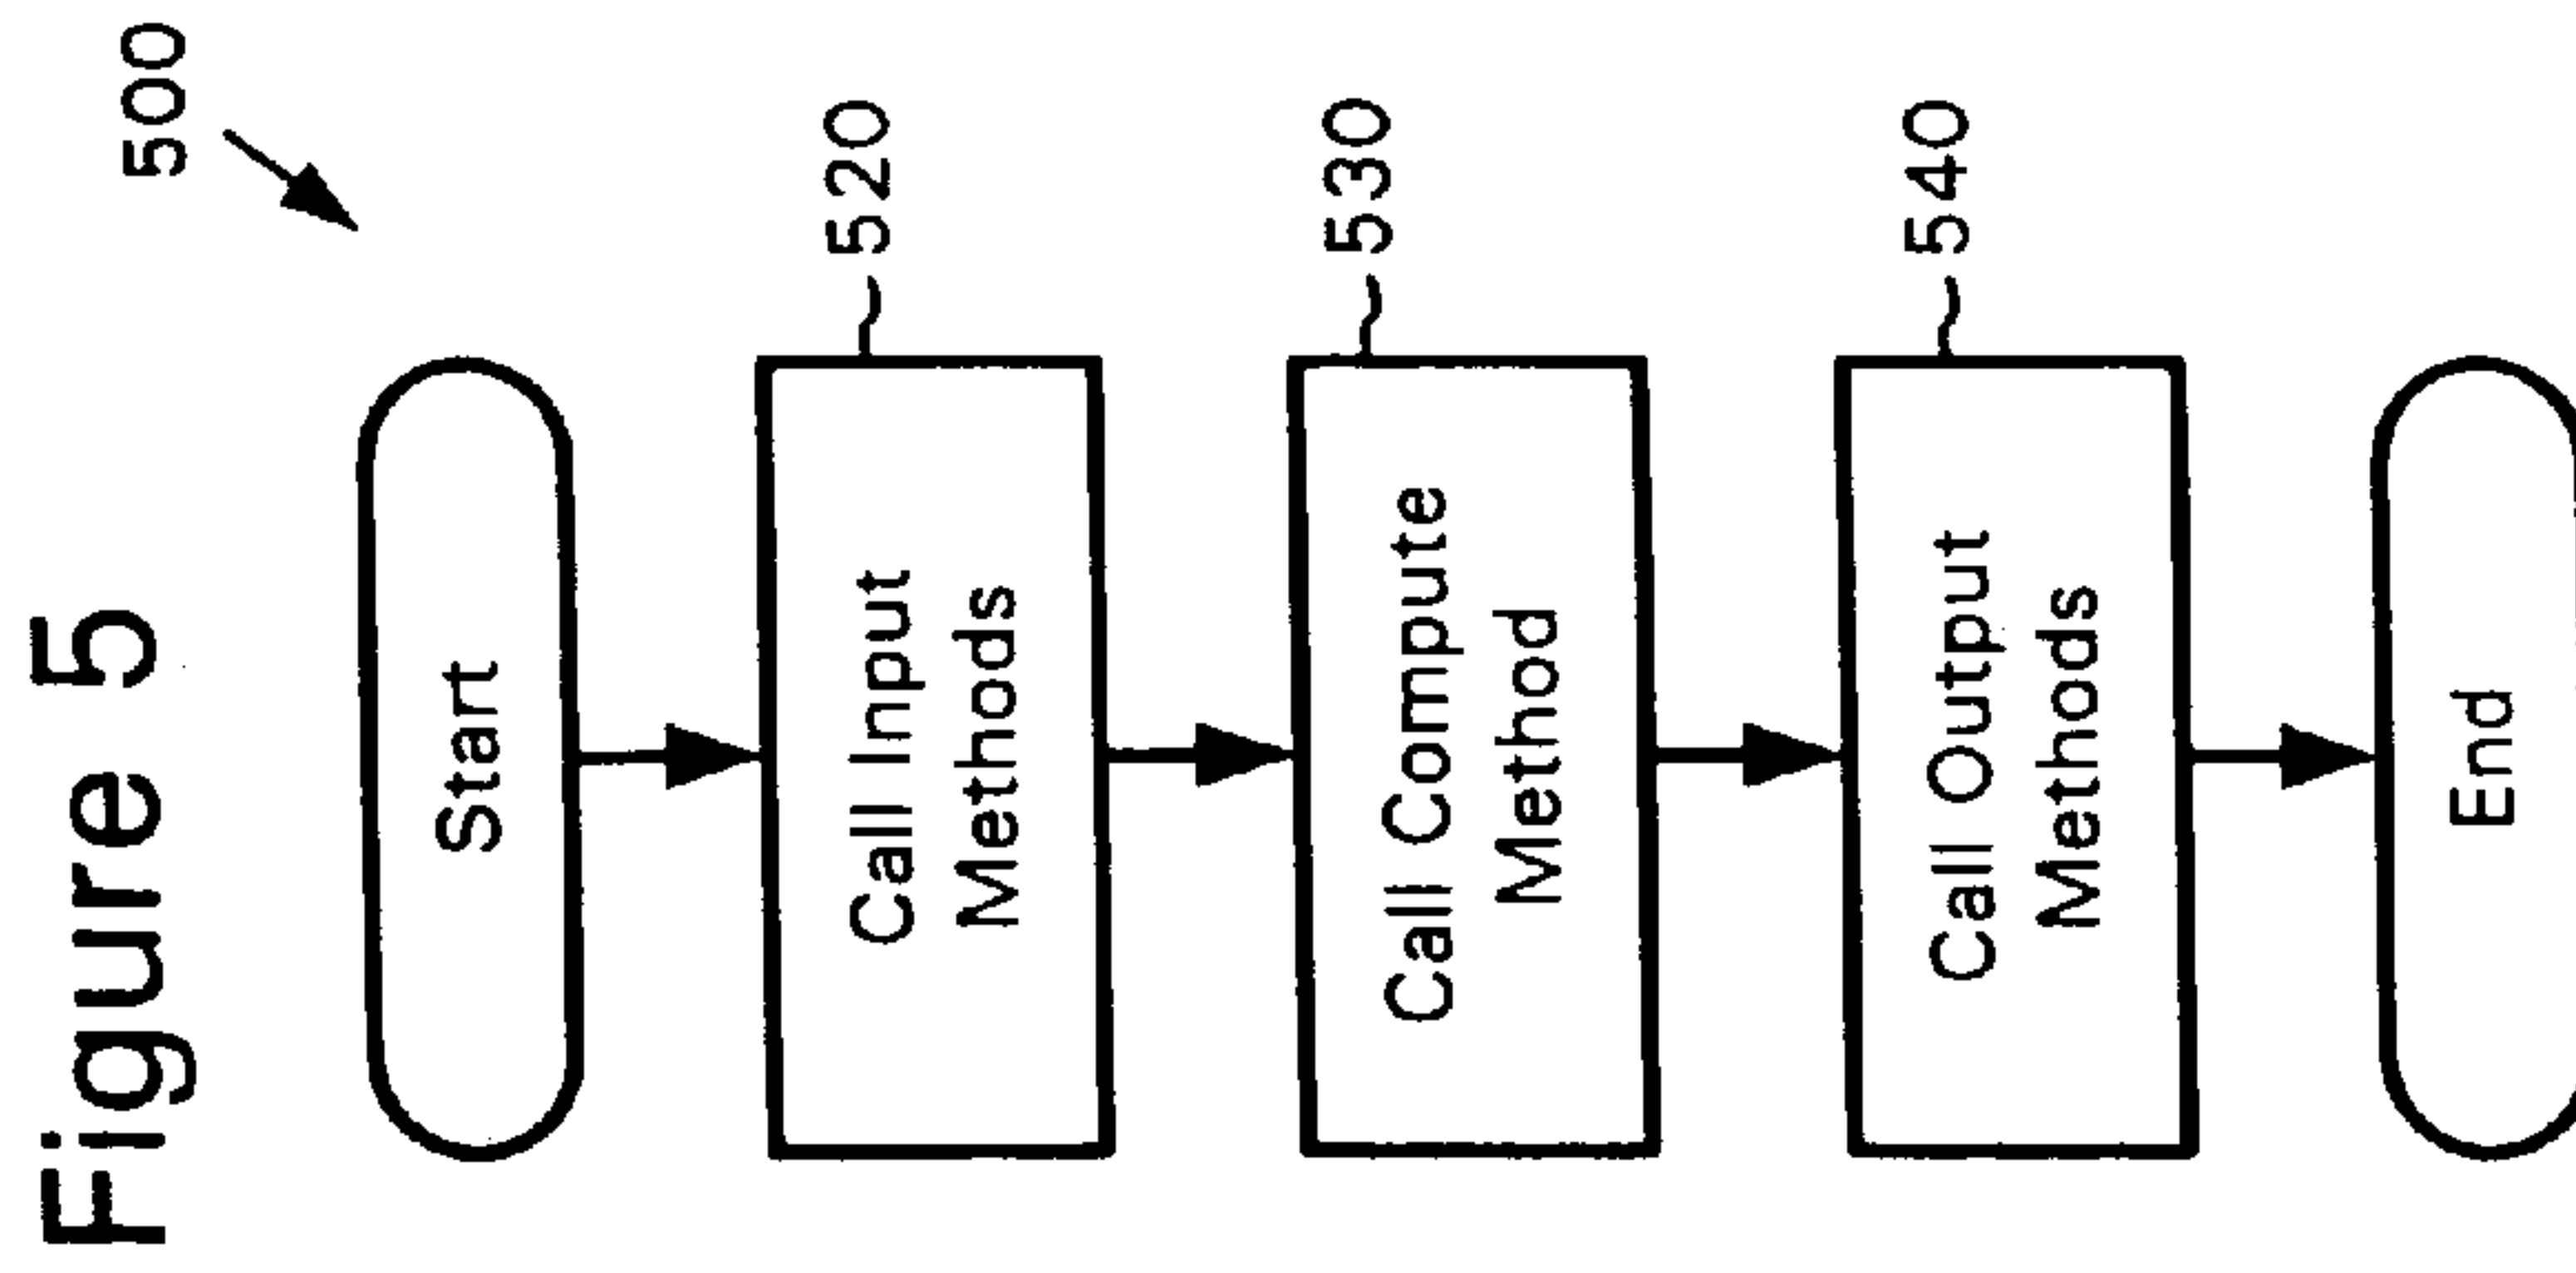 Figure 5
500
Start
Call Input
Methods
520
Call Compute
Method
530
Call Output
Methods
540
End